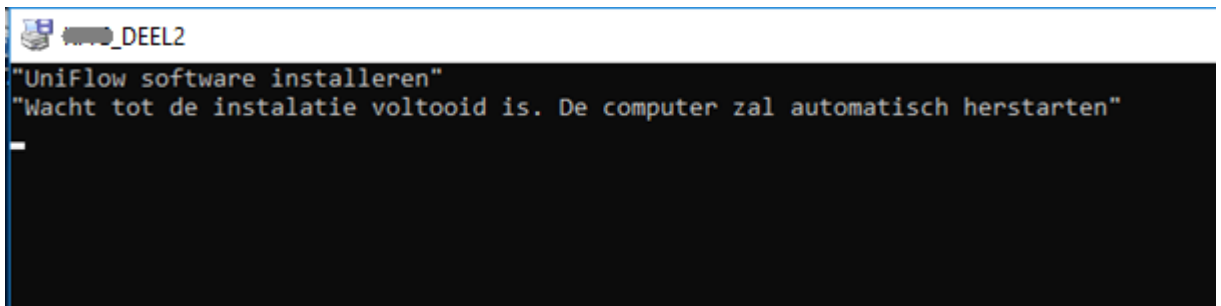 _DEEL2
"UniFlow software installeren"
"Wacht tot de instalatie voltooid is. De computer zal automatisch herstarten"